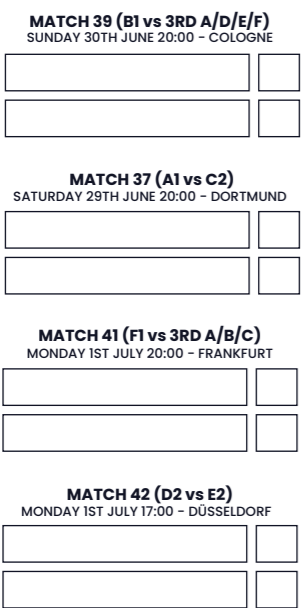 MATCH 39 (B1 vs 3RD A/D/E/F)
SUNDAY 30TH JUNE 20:00 - COLOGNE
MATCH 37 (A1 vs C2)
SATURDAY 29TH JUNE 20:00 - DORTMUND
MATCH 41 (F1 vs 3RD A/B/C)
MONDAY 1ST JULY 20:00 - FRANKFURT
MATCH 42 (D2 vs E2)
MONDAY 1ST JULY 17:00 - DÜSSELDORF